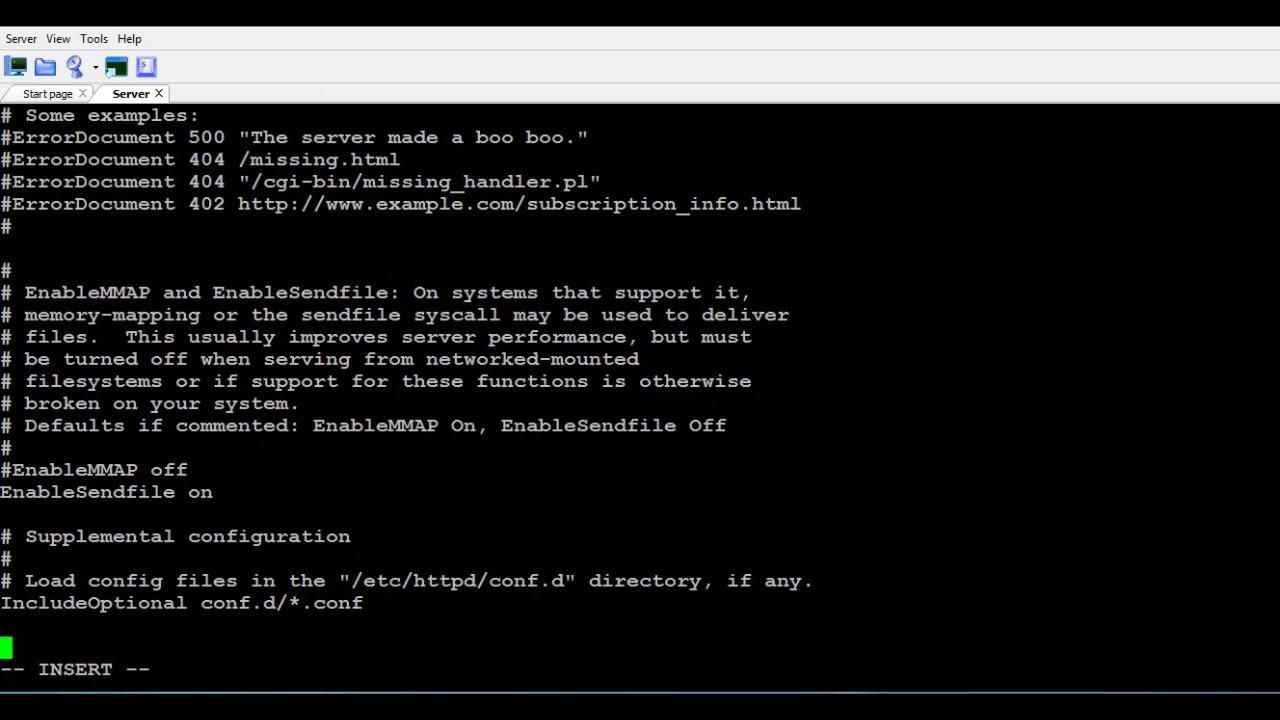 Server View Tools Help
Start page Server
# Some examples:
#ErrorDocument 500 "The server made a boo boo."
#ErrorDocument 404 /missing.html
#ErrorDocument 404 "/cgi-bin/missing_handler.pl"
#ErrorDocument 402 http://www.example.com/subscription_info.html
#
#
# EnableMMAP and EnableSendfile: On systems that support it,
# memory-mapping or the sendfile syscall may be used to deliver
# files.  This usually improves server performance, but must
# be turned off when serving from networked-mounted
# filesystems or if support for these functions is otherwise
# broken on your system.
# Defaults if commented: EnableMMAP On, EnableSendfile Off
#
#EnableMMAP off
EnableSendfile on
# Supplemental configuration
#
# Load config files in the "/etc/httpd/conf.d" directory, if any.
IncludeOptional conf.d/*.conf
-- INSERT --